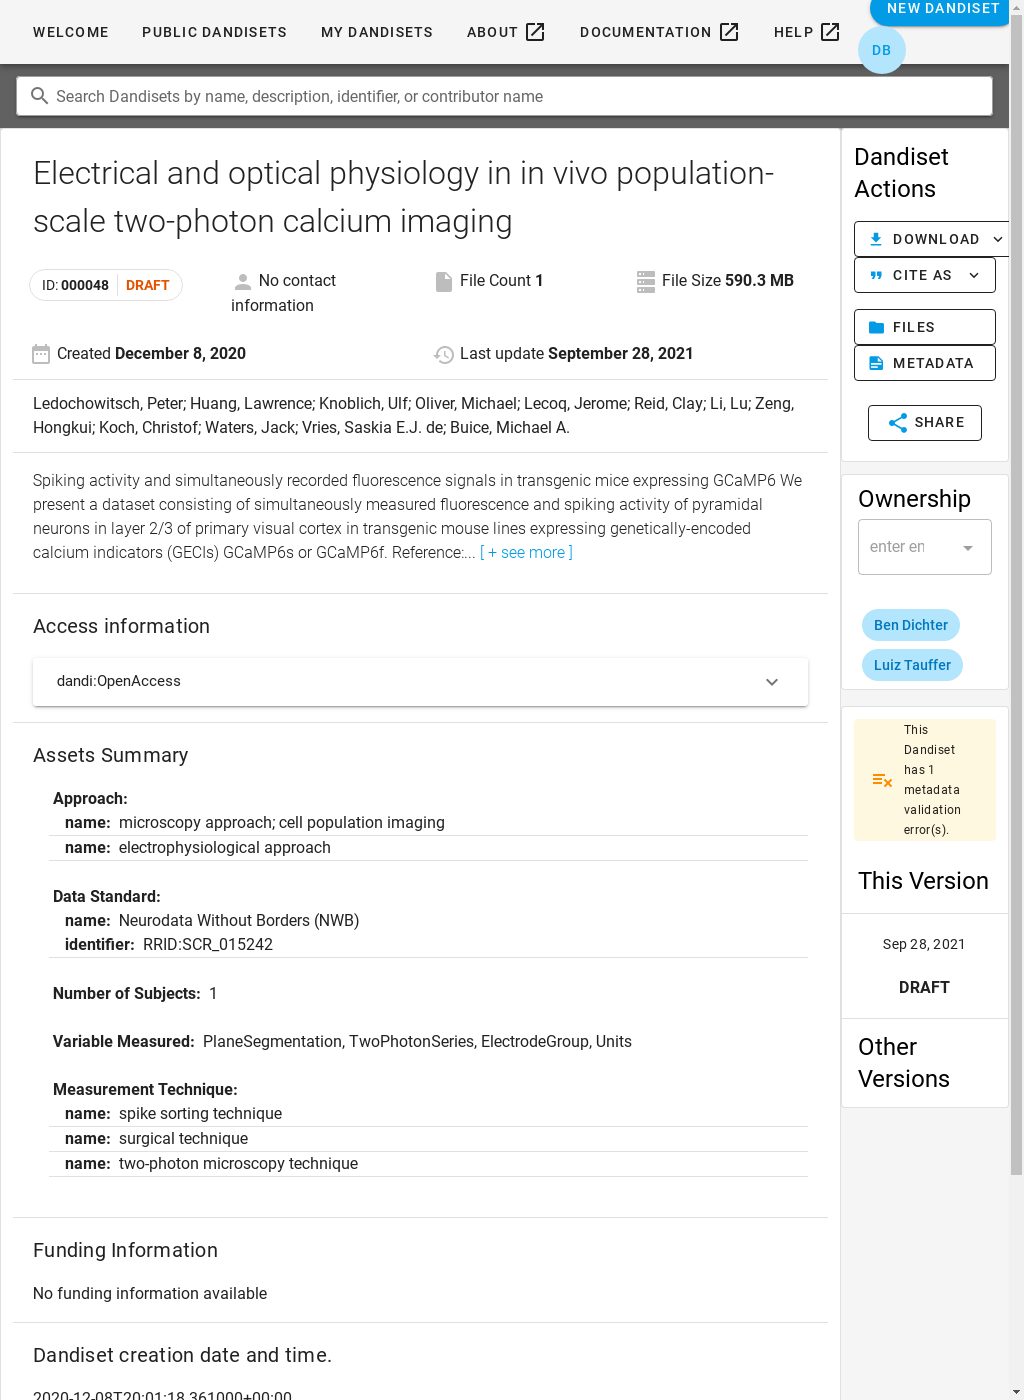 WELCOME PUBLIC DANDISETS MY DANDISETS ABOUT DOCUMENTATION HELP NEW DANDISET
DB
Search Dandisets by name, description, identifier, or contributor name
Electrical and optical physiology in in vivo population-
scale two-photon calcium imaging
ID: 000048 DRAFT No contact information File Count 1 File Size 590.3 MB
Created December 8, 2020 Last update September 28, 2021
Ledochowitsch, Peter; Huang, Lawrence; Knoblich, Ulf; Oliver, Michael; Lecoq, Jerome; Reid, Clay; Li, Lu; Zeng,
Hongkui; Koch, Christof; Waters, Jack; Vries, Saskia E.J. de; Buice, Michael A.
Spiking activity and simultaneously recorded fluorescence signals in transgenic mice expressing GCaMP6 We
present a dataset consisting of simultaneously measured fluorescence and spiking activity of pyramidal
neurons in layer 2/3 of primary visual cortex in transgenic mouse lines expressing genetically-encoded
calcium indicators (GECIs) GCaMP6s or GCaMP6f. Reference:... [ + see more ]
Access information
dandi:OpenAccess
Assets Summary
Approach:
name: microscopy approach; cell population imaging
name: electrophysiological approach
Data Standard:
name: Neurodata Without Borders (NWB)
identifier: RRID:SCR_015242
Number of Subjects: 1
Variable Measured: PlaneSegmentation, TwoPhotonSeries, ElectrodeGroup, Units
Measurement Technique:
name: spike sorting technique
name: surgical technique
name: two-photon microscopy technique
Funding Information
No funding information available
Dandiset creation date and time.
2020-12-08T20:01:18.361000+00:00
Dandiset
Actions
DOWNLOAD
CITE AS
FILES
METADATA
SHARE
Ownership
enter en
Ben Dichter
Luiz Tauffer
This
Dandiset
has 1
metadata
validation
error(s).
This Version
Sep 28, 2021
DRAFT
Other
Versions